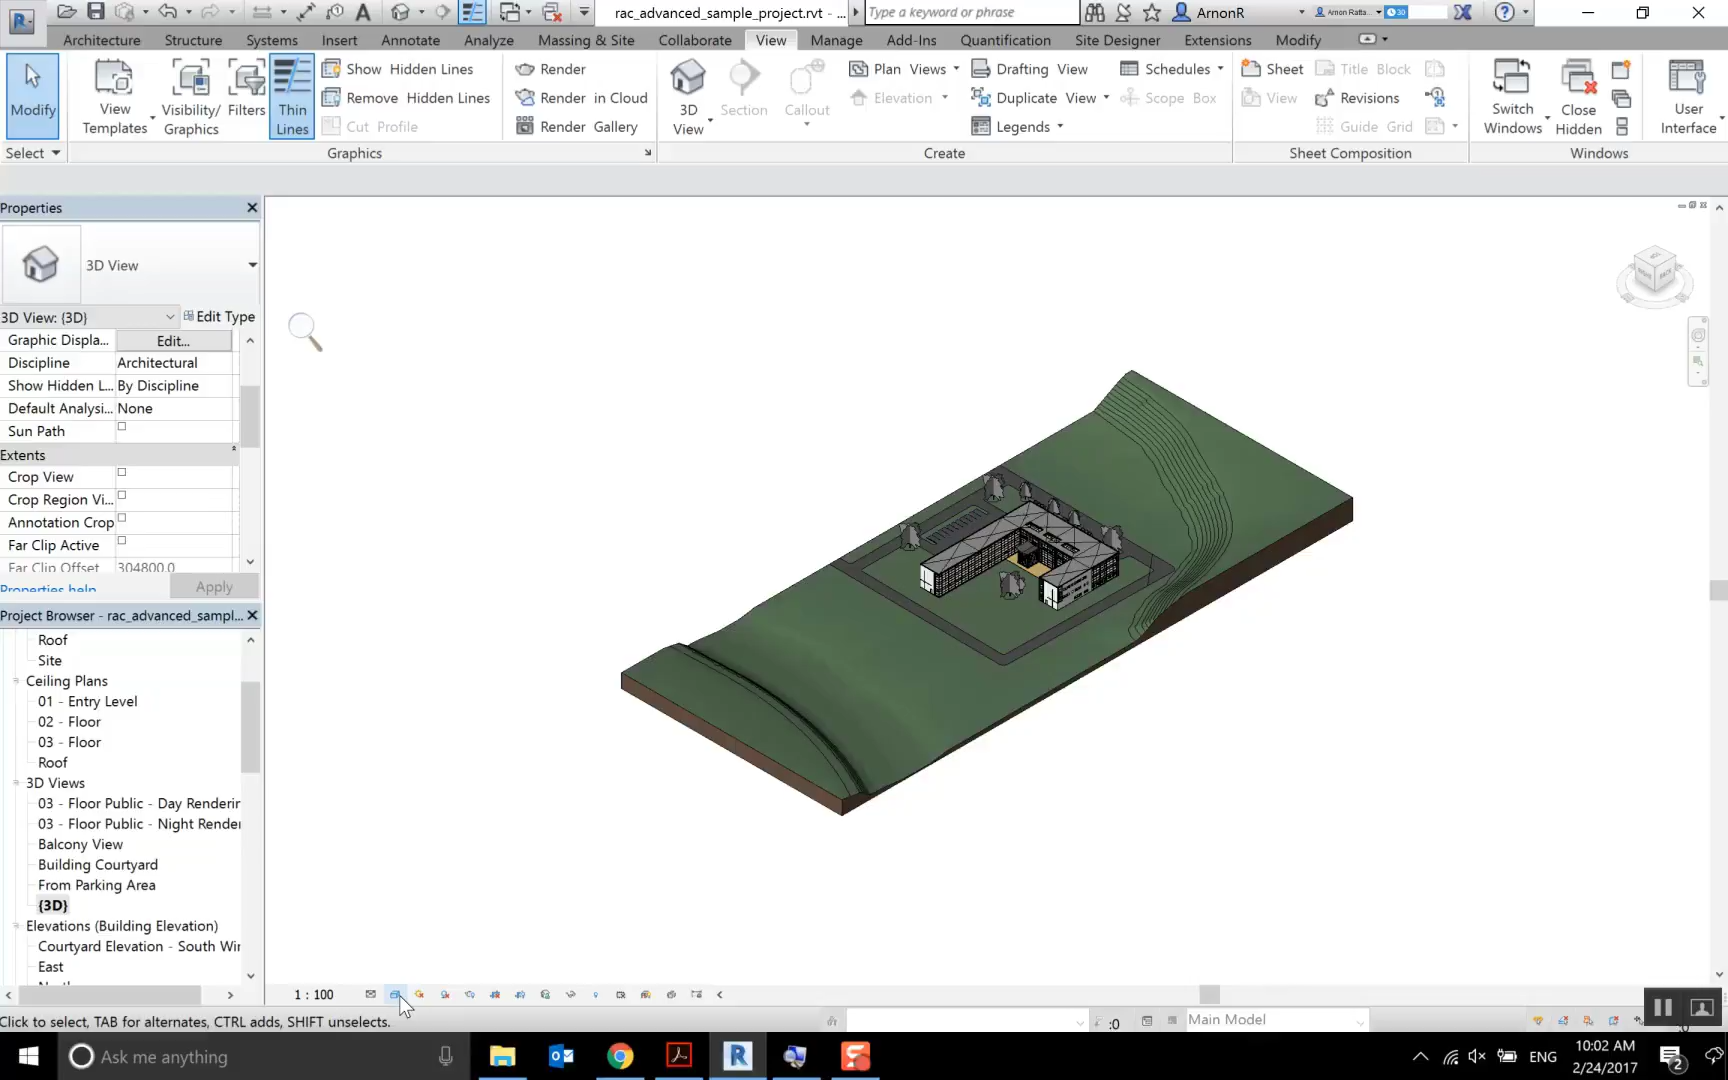 rac_advanced_sample_project.rvt - ...
Type a keyword or phrase
ArnonR
Arnon Ratta...
30
Architecture Structure Systems Insert Annotate Analyze Massing & Site Collaborate View Manage Add-Ins Quantification Site Designer Extensions Modify
Modify
View Templates
Visibility/ Graphics
Filters
Thin Lines
Show Hidden Lines
Remove Hidden Lines
Cut Profile
Render
Render in Cloud
Render Gallery
3D View
Section
Callout
Plan Views
Elevation
Drafting View
Duplicate View
Legends
Schedules
Scope Box
Sheet
View
Title Block
Revisions
Guide Grid
Switch Windows
Close Hidden
User Interface
Select
Graphics
Create
Sheet Composition
Windows
Properties
3D View
3D View: {3D}
Edit Type
Graphic Displa... Edit...
Discipline Architectural
Show Hidden L... By Discipline
Default Analysi... None
Sun Path
Extents
Crop View
Crop Region Vi...
Annotation Crop
Far Clip Active
Far Clip Offset 304800.0
Properties help
Apply
Project Browser - rac_advanced_sampl...
Roof
Site
Ceiling Plans
01 - Entry Level
02 - Floor
03 - Floor
Roof
3D Views
03 - Floor Public - Day Renderin
03 - Floor Public - Night Render
Balcony View
Building Courtyard
From Parking Area
{3D}
Elevations (Building Elevation)
Courtyard Elevation - South Wir
East
1 : 100
Click to select, TAB for alternates, CTRL adds, SHIFT unselects.
:0
Main Model
Ask me anything
ENG
10:02 AM
2/24/2017
2